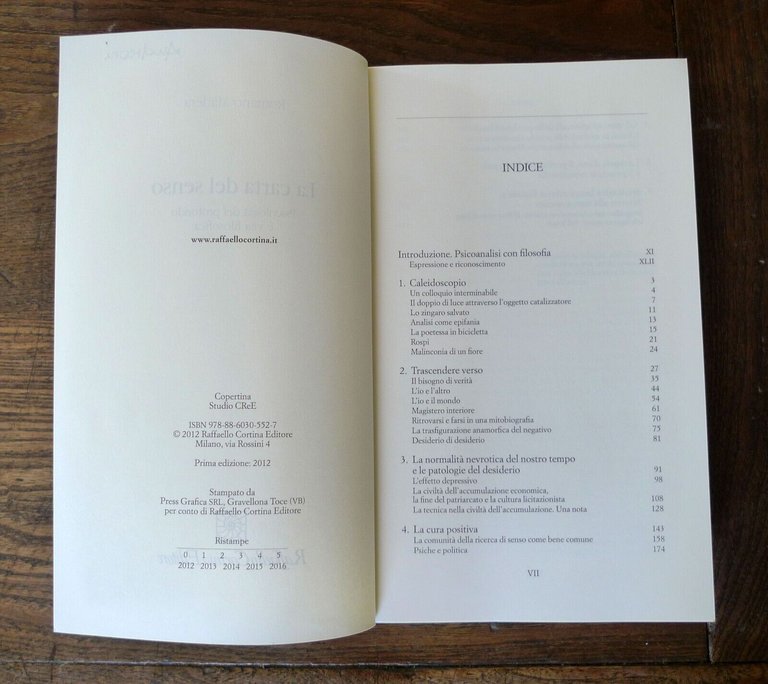 La carta del senso
www.raffaellocortina.it
Copertina
Studio CReE
ISBN 978-88-6030-552-7
© 2012 Raffaello Cortina Editore
Milano, via Rossini 4
Prima edizione: 2012
Stampato da
Press Grafica SRL, Gravellona Toce (VB)
per conto di Raffaello Cortina Editore
Ristampe
0 1 2 3 4 5
2012 2013 2014 2015 2016
INDICE
Introduzione. Psicoanalisi con filosofia XI
Espressione e riconoscimento XLII
1. Caleidoscopio 3
Un colloquio interminabile 4
Il doppio di luce attraverso l'oggetto catalizzatore 7
Lo zingaro salvato 11
Analisi come epifania 13
La poetessa in bicicletta 15
Rospi 21
Malinconia di un fiore 24
2. Trascendere verso 27
Il bisogno di verità 35
L'io e l'altro 44
L'io e il mondo 54
Magistero interiore 61
Ritrovarsi e farsi in una mitobiografia 70
La trasfigurazione anamorfica del negativo 75
Desiderio di desiderio 81
3. La normalità nevrotica del nostro tempo
e le patologie del desiderio 91
L'effetto depressivo 98
La civiltà dell'accumulazione economica,
la fine del patriarcato e la cultura licitazionista 108
La tecnica nella civiltà dell'accumulazione. Una nota 128
4. La cura positiva 143
La comunità della ricerca di senso come bene comune 158
Psiche e politica 174
VII